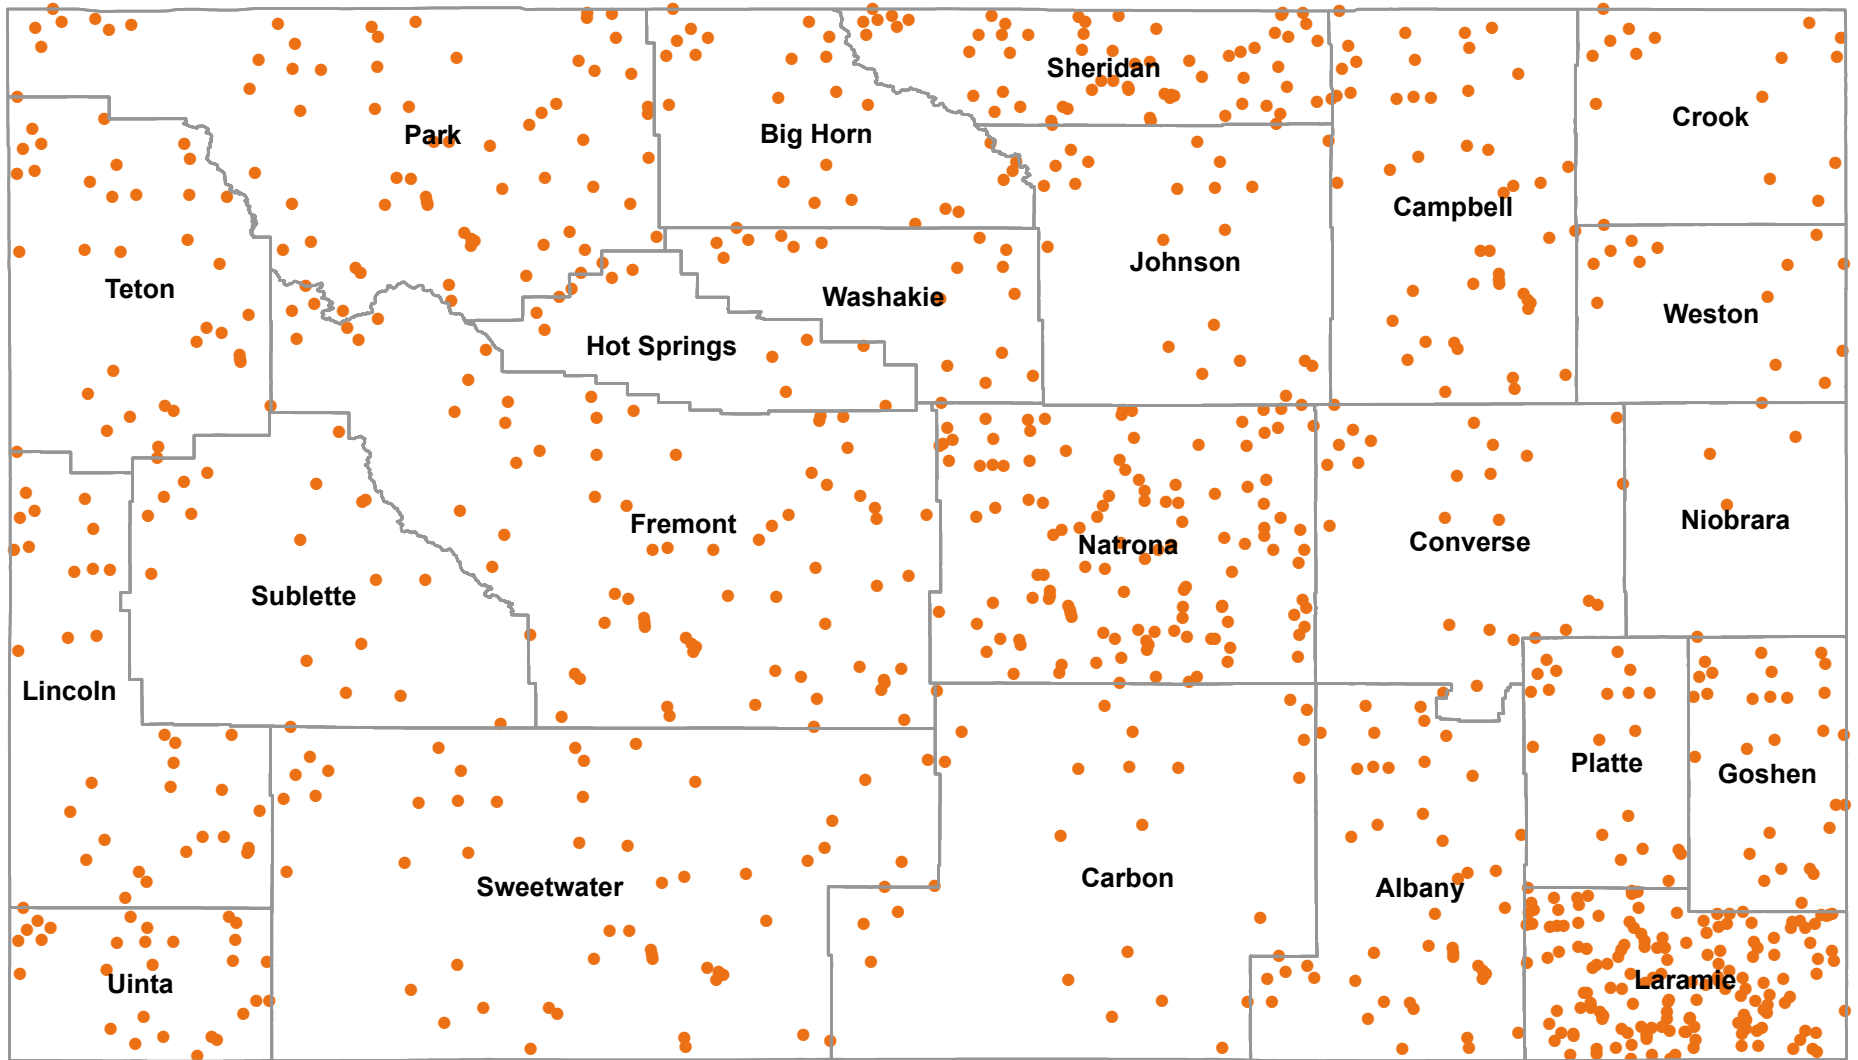 Sheridan
Crook
Park
Big Horn
Campbell
Johnson
Teton
Washakie
Weston
Hot Springs
Niobrara
Fremont
Natrona
Converse
Sublette
Lincoln
Platte
Goshen
Sweetwater
Carbon
Albany
Laramie
Uinta